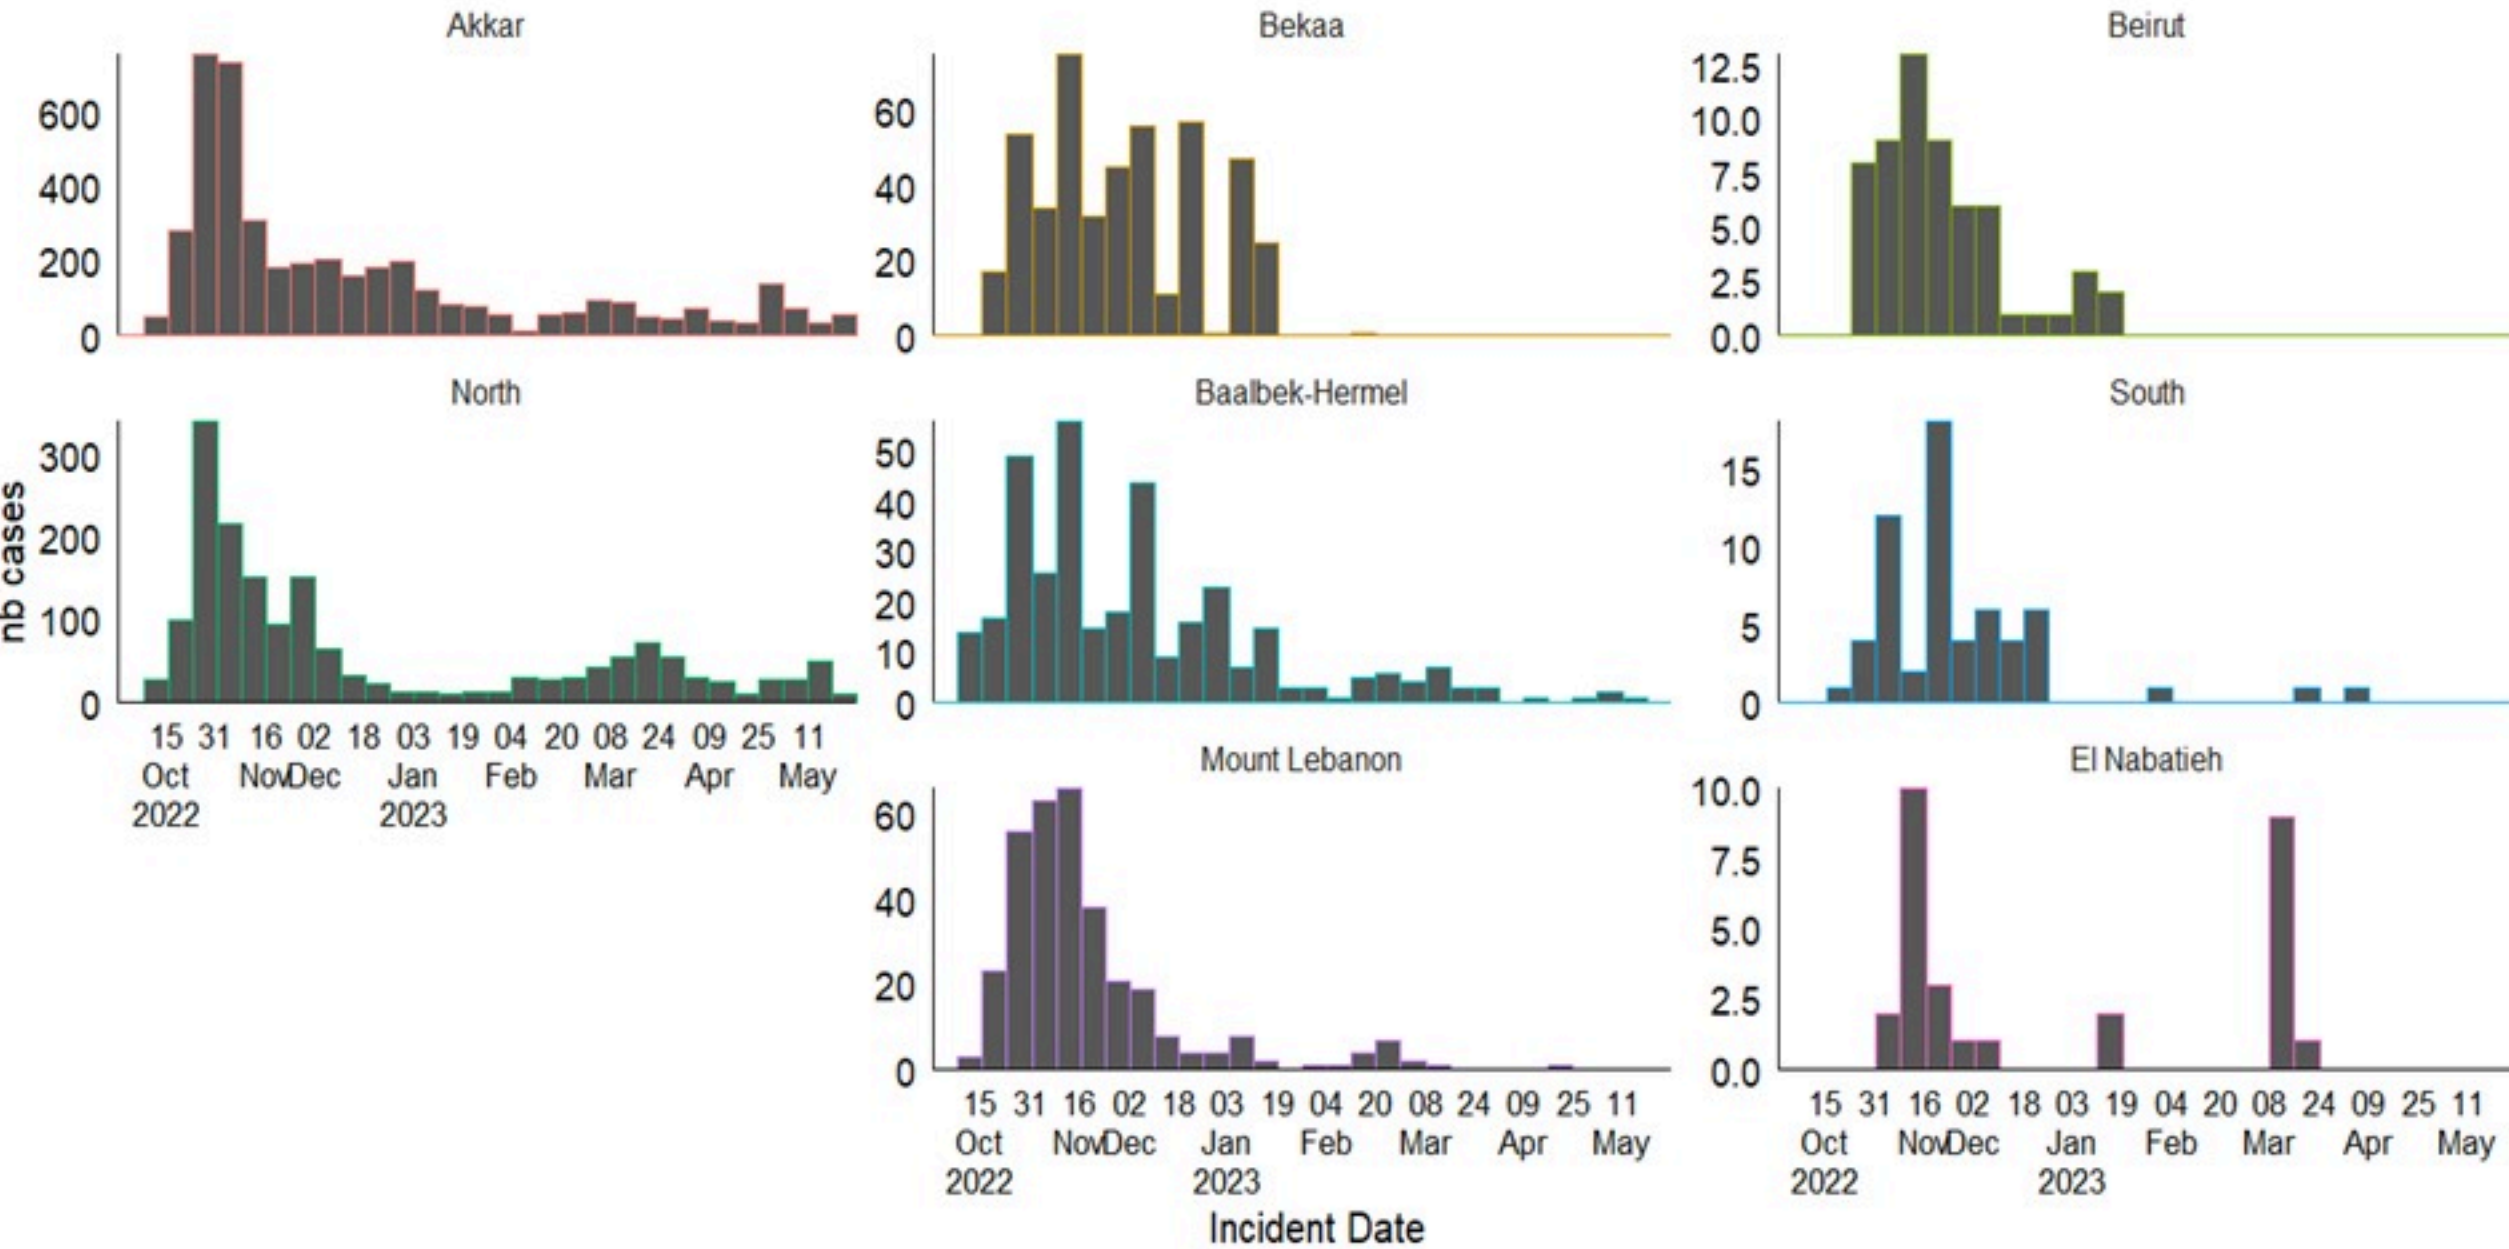 Akkar
Bekaa
Beirut
600
400
200
0
60
40
20
0
12.5
10.0
7.5
5.0
2.5
0.0
North
Baalbek-Hermel
South
nb cases
300
200
100
0
50
40
30
20
10
0
15
10
5
0
15 31 16 02 18 03 19 04 20 08 24 09 25 11
Oct NovDec Jan Feb Mar Apr May
2022 2023
Mount Lebanon
El Nabatieh
60
40
20
0
10.0
7.5
5.0
2.5
0.0
15 31 16 02 18 03 19 04 20 08 24 09 25 11
Oct NovDec Jan Feb Mar Apr May
2022 2023
15 31 16 02 18 03 19 04 20 08 24 09 25 11
Oct NovDec Jan Feb Mar Apr May
2022 2023
Incident Date